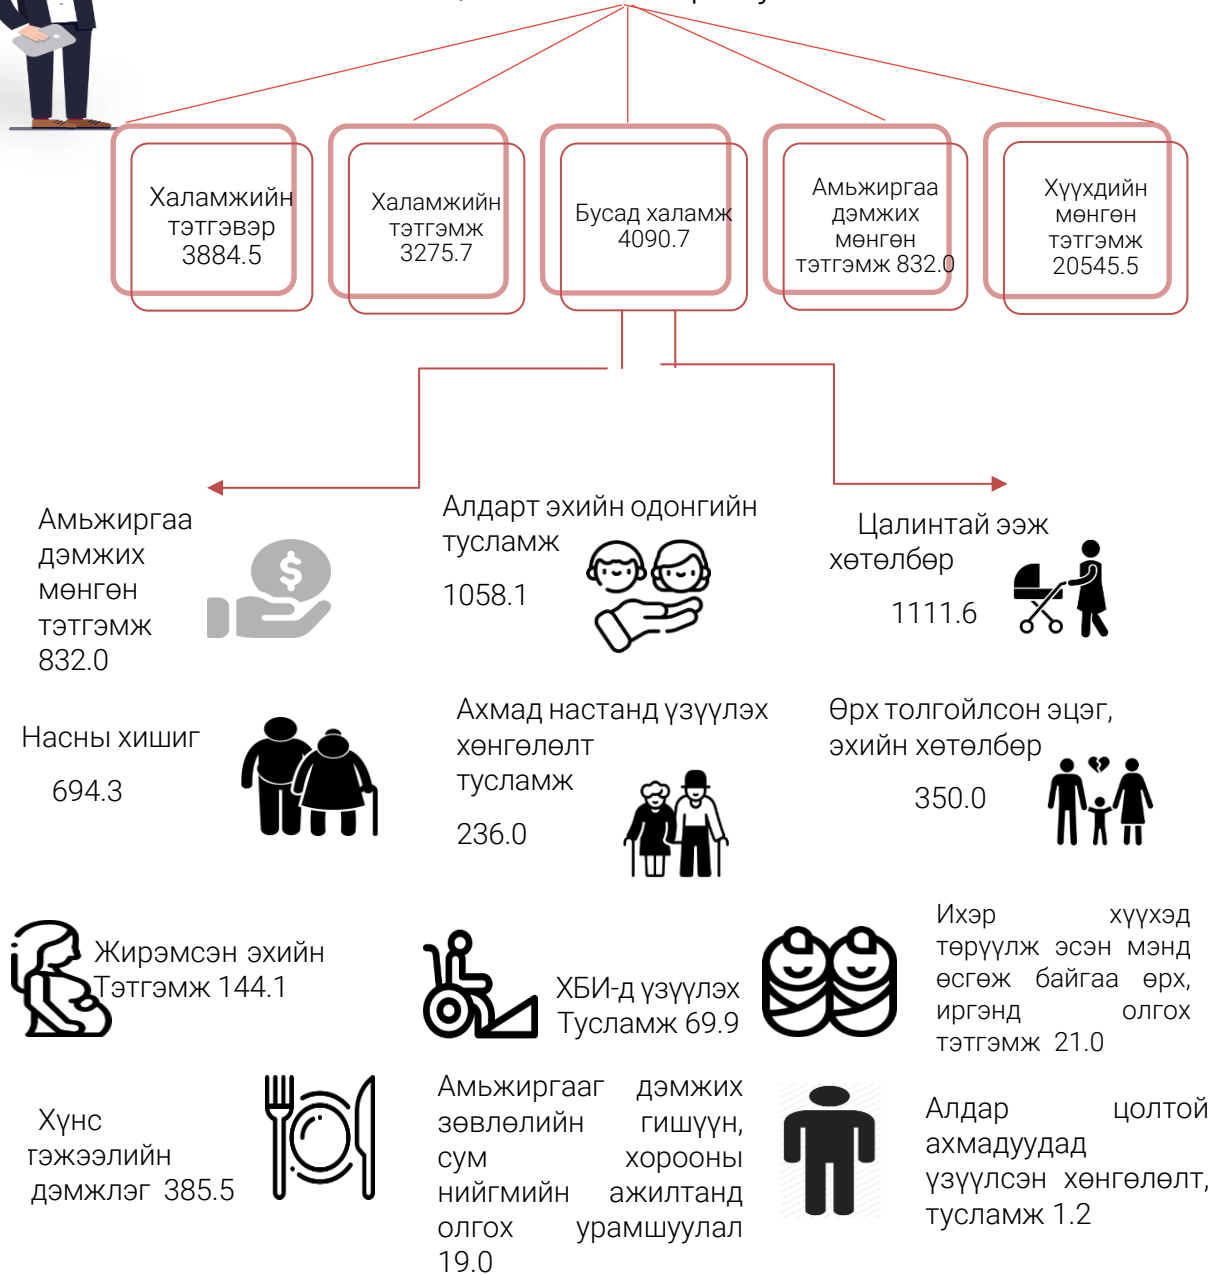 Халамжийн
тэтгэвэр
3884.5
Халамжийн
тэтгэмж
3275.7
Бусад халамж
4090.7
Амьжиргаа
дэмжих
мөнгөн
тэтгэмж 832.0
Хүүхдийн
мөнгөн
тэтгэмж
20545.5
Амьжиргаа
дэмжих
мөнгөн
тэтгэмж
832.0
Алдарт эхийн одонгийн
тусламж
1058.1
Цалинтай ээж
хөтөлбөр
1111.6
Насны хишиг
694.3
Ахмад настанд үзүүлэх
хөнгөлөлт
тусламж
236.0
Өрх толгойлсон эцэг,
эхийн хөтөлбөр
350.0
Жирэмсэн эхийн
Тэтгэмж 144.1
ХБИ-д үзүүлэх
Тусламж 69.9
Ихэр хүүхэд
төрүүлж эсэн мэнд
өсгөж байгаа өрх,
иргэнд олгох
тэтгэмж 21.0
Хүнс
тэжээлийн
дэмжлэг 385.5
Амьжиргааг дэмжих
зөвлөлийн гишүүн,
сум хорооны
нийгмийн ажилтанд
олгох урамшуулал
19.0
Алдар цолтой
ахмадуудад
үзүүлсэн хөнгөлөлт,
тусламж 1.2